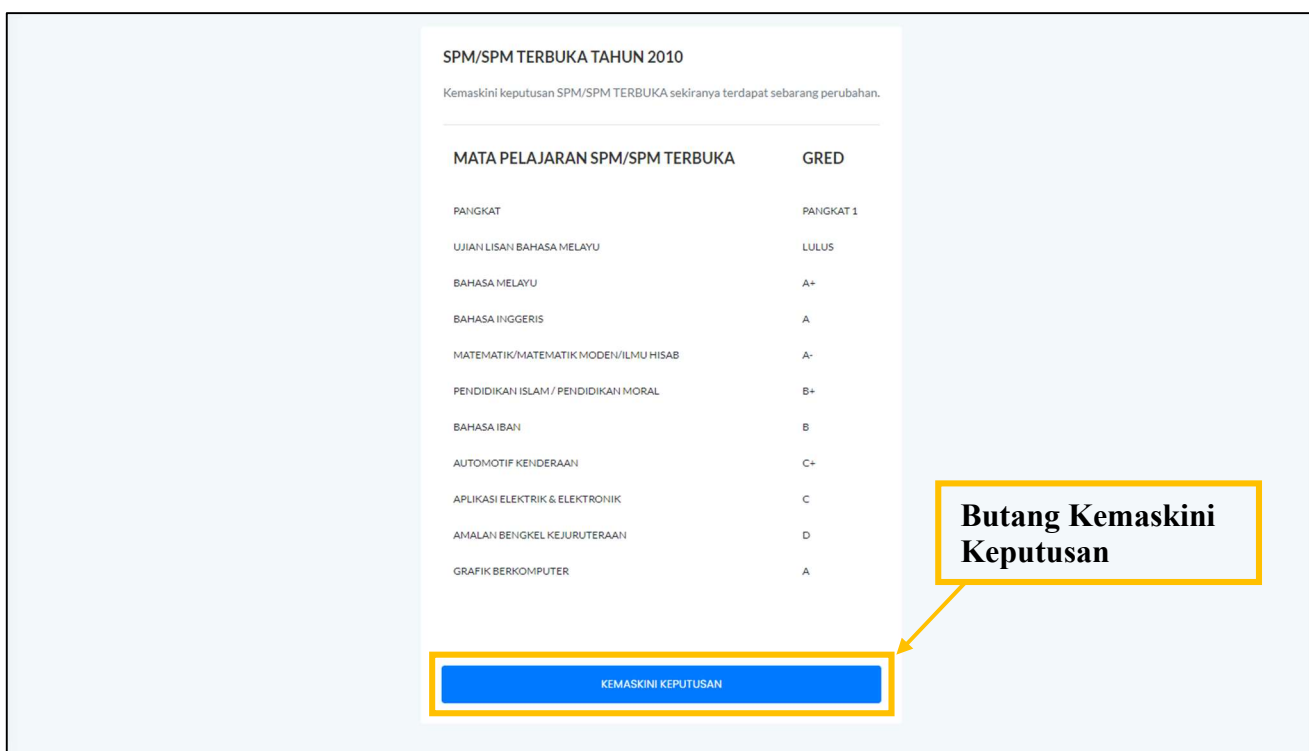 SPM/SPM TERBUKA TAHUN 2010
Kemaskini keputusan SPM/SPM TERBUKA sekiranya terdapat sebarang perubahan.
MATA PELAJARAN SPM/SPM TERBUKA GRED
PANGKAT PANGKAT 1
UJIAN LISAN BAHASA MELAYU LULUS
BAHASA MELAYU A+
BAHASA INGGERIS A
MATEMATIK/MATEMATIK MODEN/ILMU HISAB A-
PENDIDIKAN ISLAM / PENDIDIKAN MORAL B+
BAHASA IBAN B
AUTOMOTIF KENDERAAN C+
APLIKASI ELEKTRIK & ELEKTRONIK C
AMALAN BENGKEL KEJURUTERAAN D
GRAFIK BERKOMPUTER A
Butang Kemaskini
Keputusan
KEMASKINI KEPUTUSAN